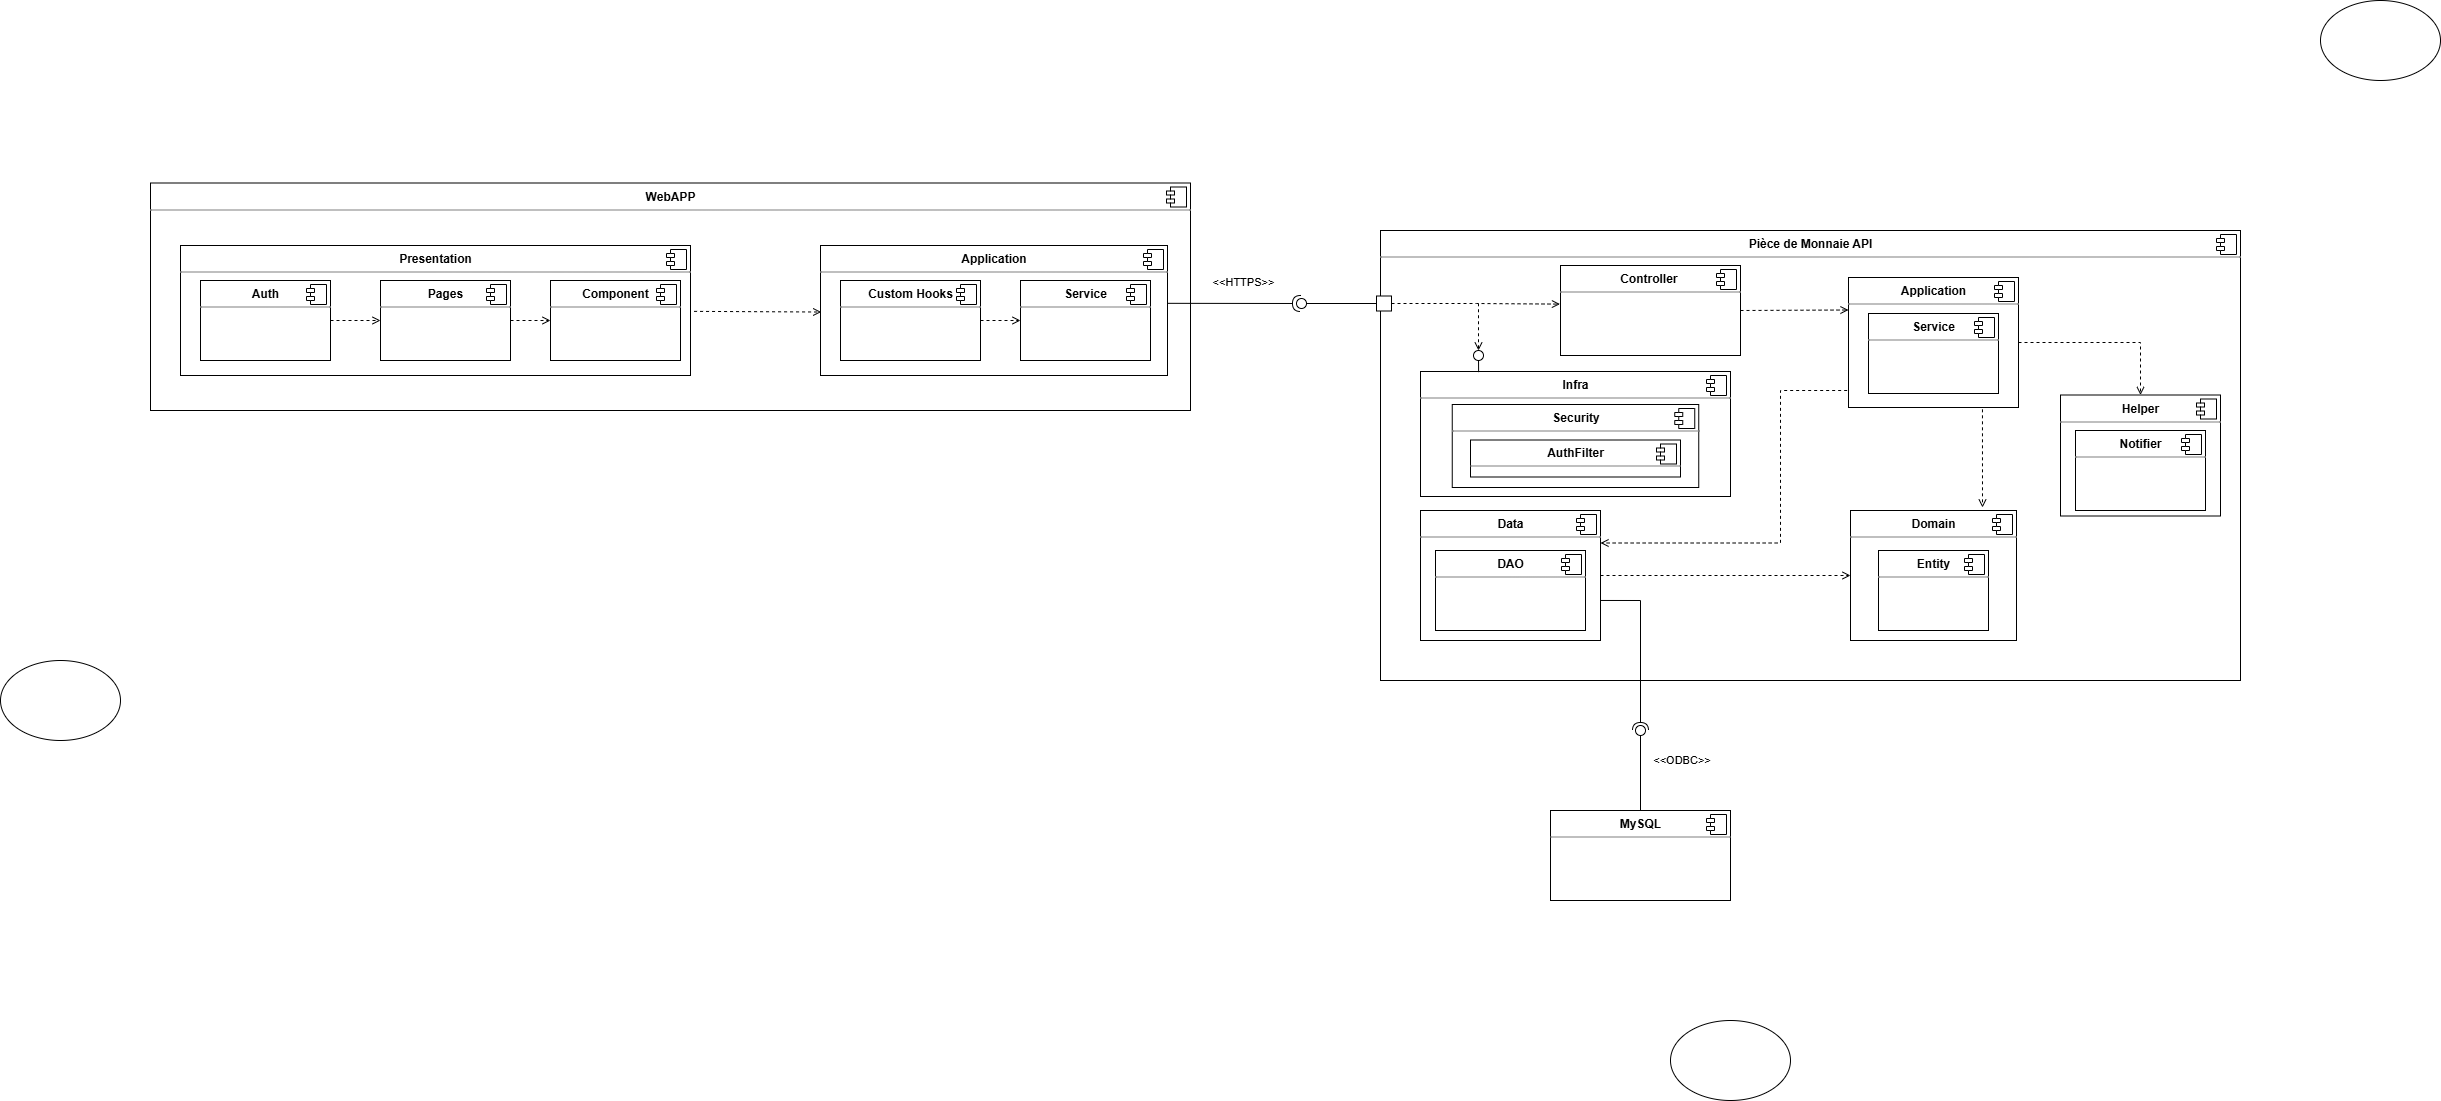 WebAPP
Presentation
Auth
Pages
Component
Application
Custom Hooks
Service
<<HTTPS>>
Pièce de Monnaie API
Controller
Application
Service
Infra
Security
AuthFilter
Helper
Notifier
Data
DAO
Domain
Entity
<<ODBC>>
MySQL